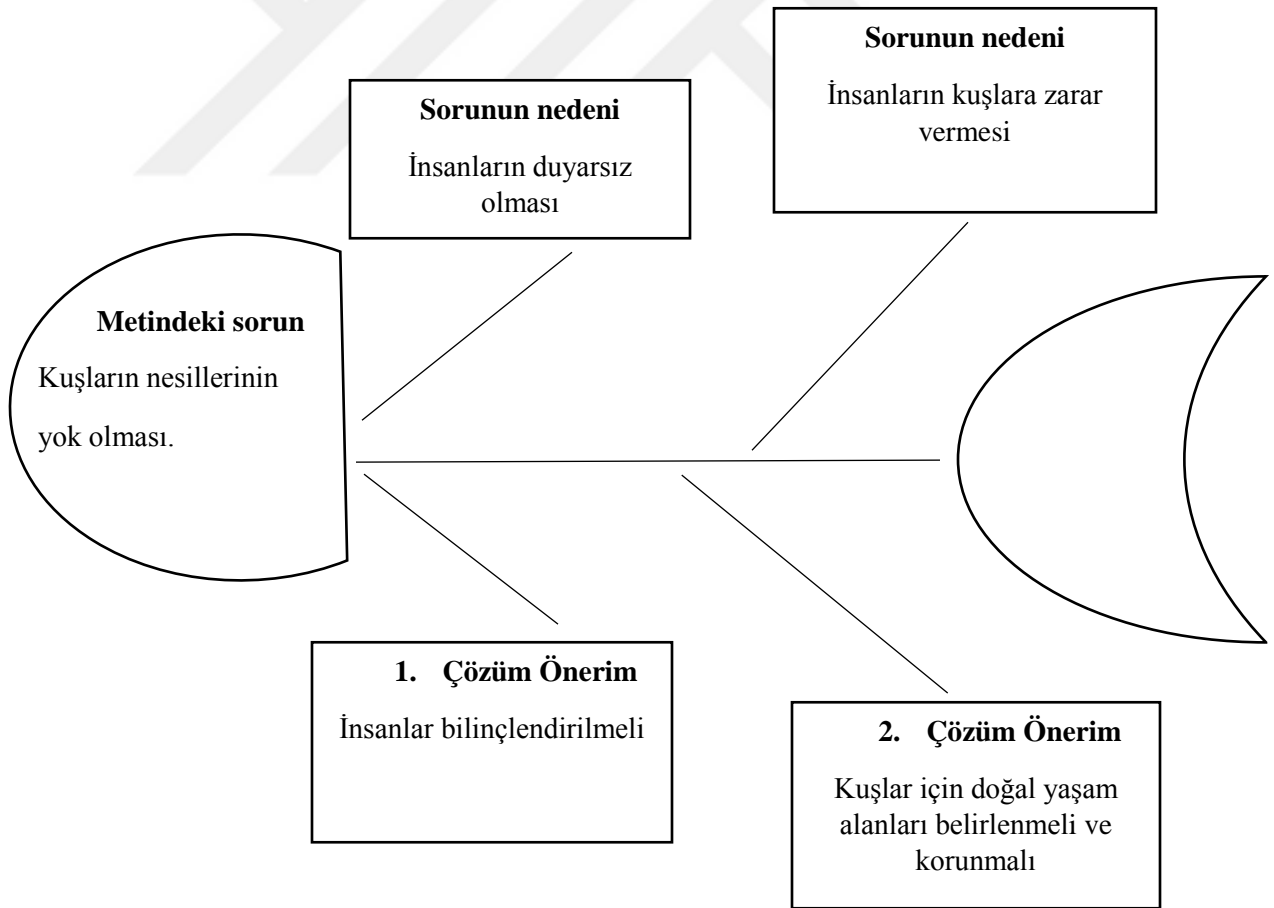 Sorunun nedeni
İnsanların kuşlara zarar
vermesi
Sorunun nedeni
İnsanların duyarsız
olması
Metindeki sorun
Kuşların nesillerinin
yok olması.
1. Çözüm Önerim
İnsanlar bilinçlendirilmeli
2. Çözüm Önerim
Kuşlar için doğal yaşam
alanları belirlenmeli ve
korunmalı